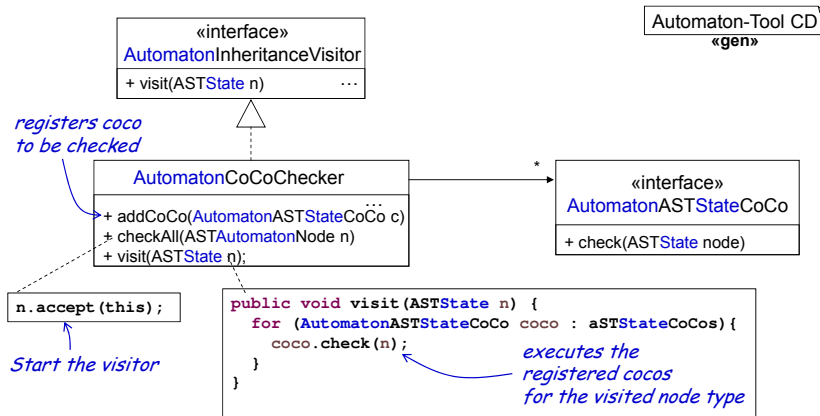 Automaton-Tool CD
«gen»
«interface»
AutomatonInheritanceVisitor
+ visit(ASTState n) ...
registers coco
to be checked
AutomatonCoCoChecker
...
+ addCoCo(AutomatonASTStateCoCo c)
+ checkAll(ASTAutomatonNode n)
+ visit(ASTState n);
*
«interface»
AutomatonASTStateCoCo
+ check(ASTState node)
n.accept(this);
Start the visitor
public void visit(ASTState n) {
for (AutomatonASTStateCoCo coco : aSTStateCoCos){
coco.check(n);
}
}
executes the
registered cocos
for the visited node type